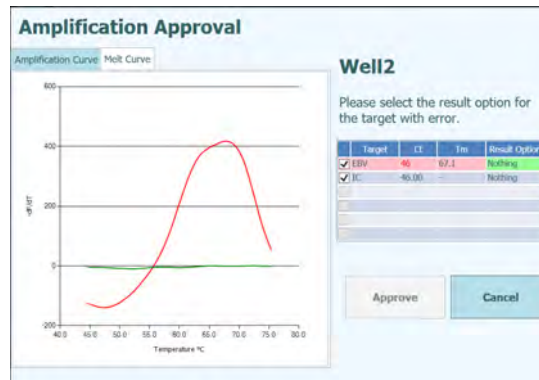 Amplification Approval
Amplification Curve Melt Curve
Well2
Please select the result option for
the target with error.
Target Ct Tm Result Option
EBV 46 67.1 Nothing
IC -46.00 -- Nothing
Approve Cancel
600
400
200
0
-200
-dF/dT
40.0 45.0 50.0 55.0 60.0 65.0 70.0 75.0 80.0
Temperature ºC